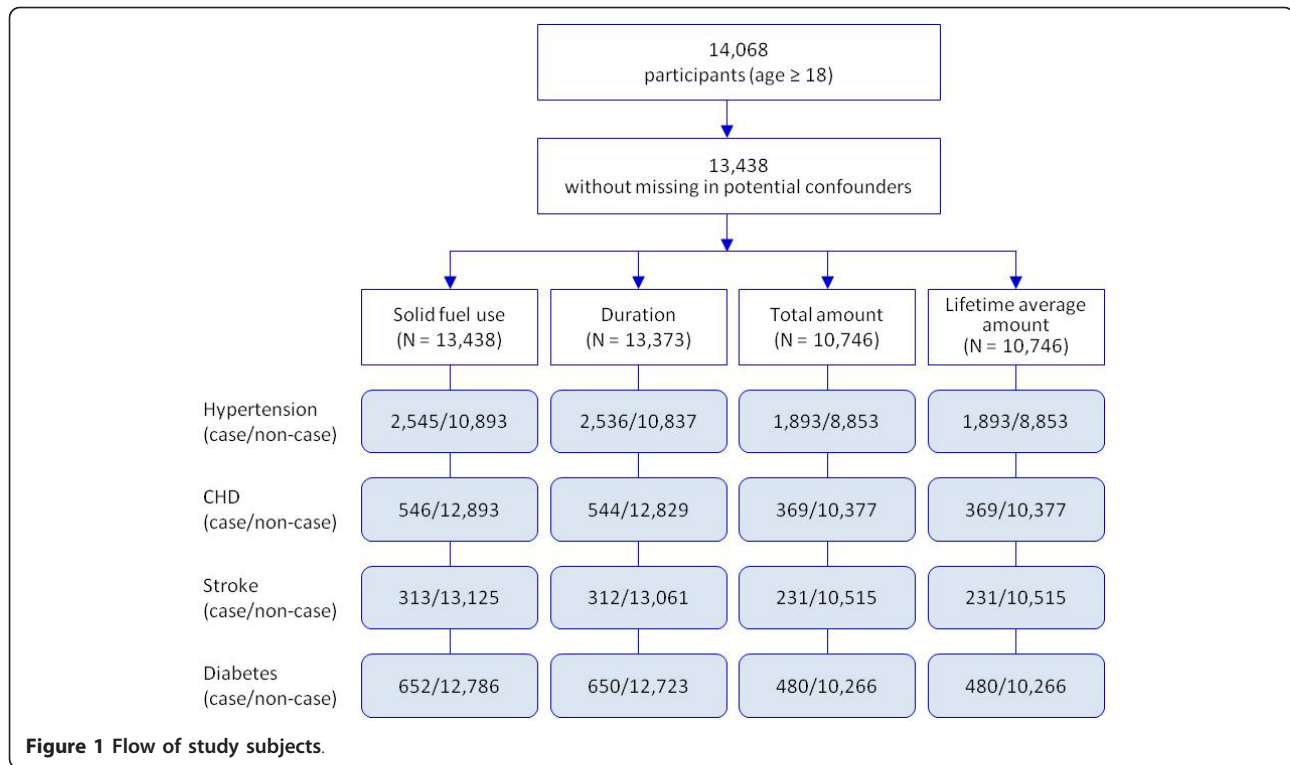 14,068
participants (age ≥ 18)
13,438
without missing in potential confounders
Solid fuel use
(N = 13,438)
Duration
(N = 13,373)
Total amount
(N = 10,746)
Lifetime average
amount
(N = 10,746)
Hypertension
(case/non-case)
2,545/10,893
2,536/10,837
1,893/8,853
1,893/8,853
CHD
(case/non-case)
546/12,893
544/12,829
369/10,377
369/10,377
Stroke
(case/non-case)
313/13,125
312/13,061
231/10,515
231/10,515
Diabetes
(case/non-case)
652/12,786
650/12,723
480/10,266
480/10,266
Figure 1 Flow of study subjects.